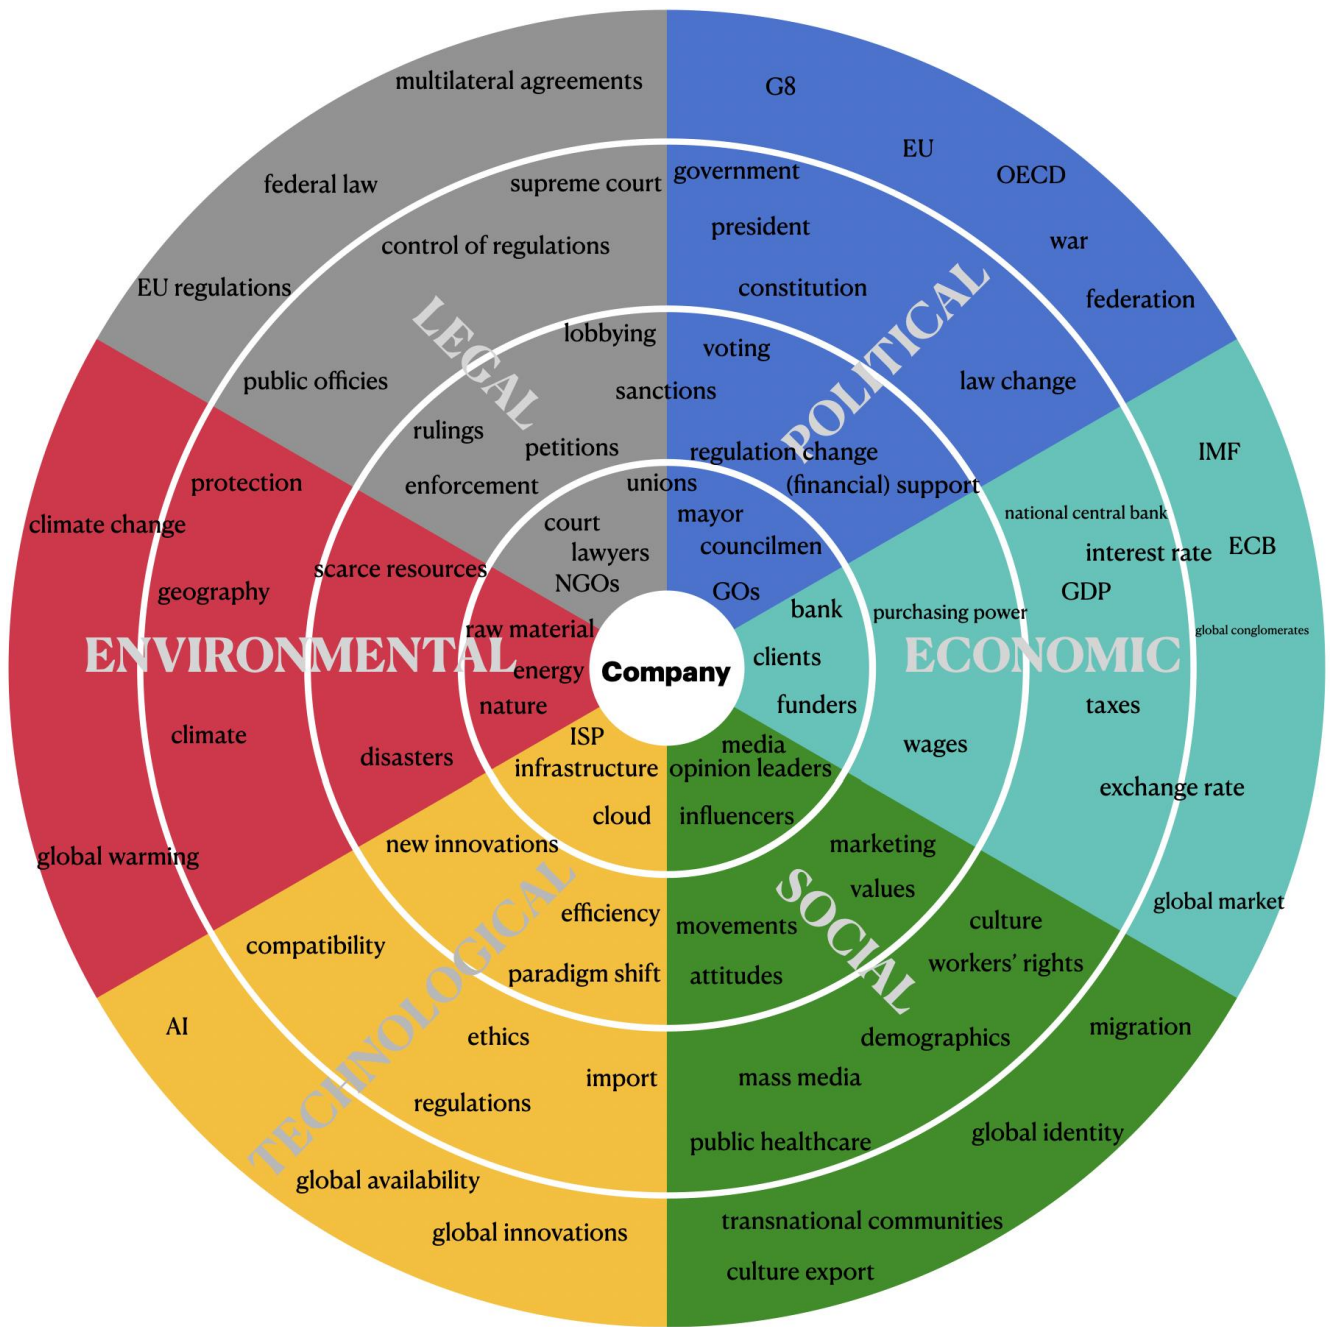 multilateral agreements
federal law
EU regulations
supreme court
control of regulations
public officies
LEGAL
lobbying
sanctions
rulings
petitions
enforcement
unions
court
lawyers
NGOs
G8
EU
OECD
war
federation
government
president
constitution
law change
POLITICAL
voting
regulation change
(financial) support
mayor
councilmen
GOs
IMF
ECB
global conglomerates
global market
national central bank
interest rate
GDP
taxes
exchange rate
ECONOMIC
purchasing power
wages
bank
clients
funders
climate change
global warming
protection
geography
climate
ENVIRONMENTAL
scarce resources
disasters
raw material
energy
nature
Company
ISP
infrastructure
cloud
new innovations
efficiency
paradigm shift
TECHNOLOGICAL
compatibility
ethics
import
regulations
AI
global availability
global innovations
media
opinion leaders
influencers
marketing
values
movements
attitudes
SOCIAL
culture
workers’ rights
demographics
mass media
public healthcare
migration
global identity
transnational communities
culture export